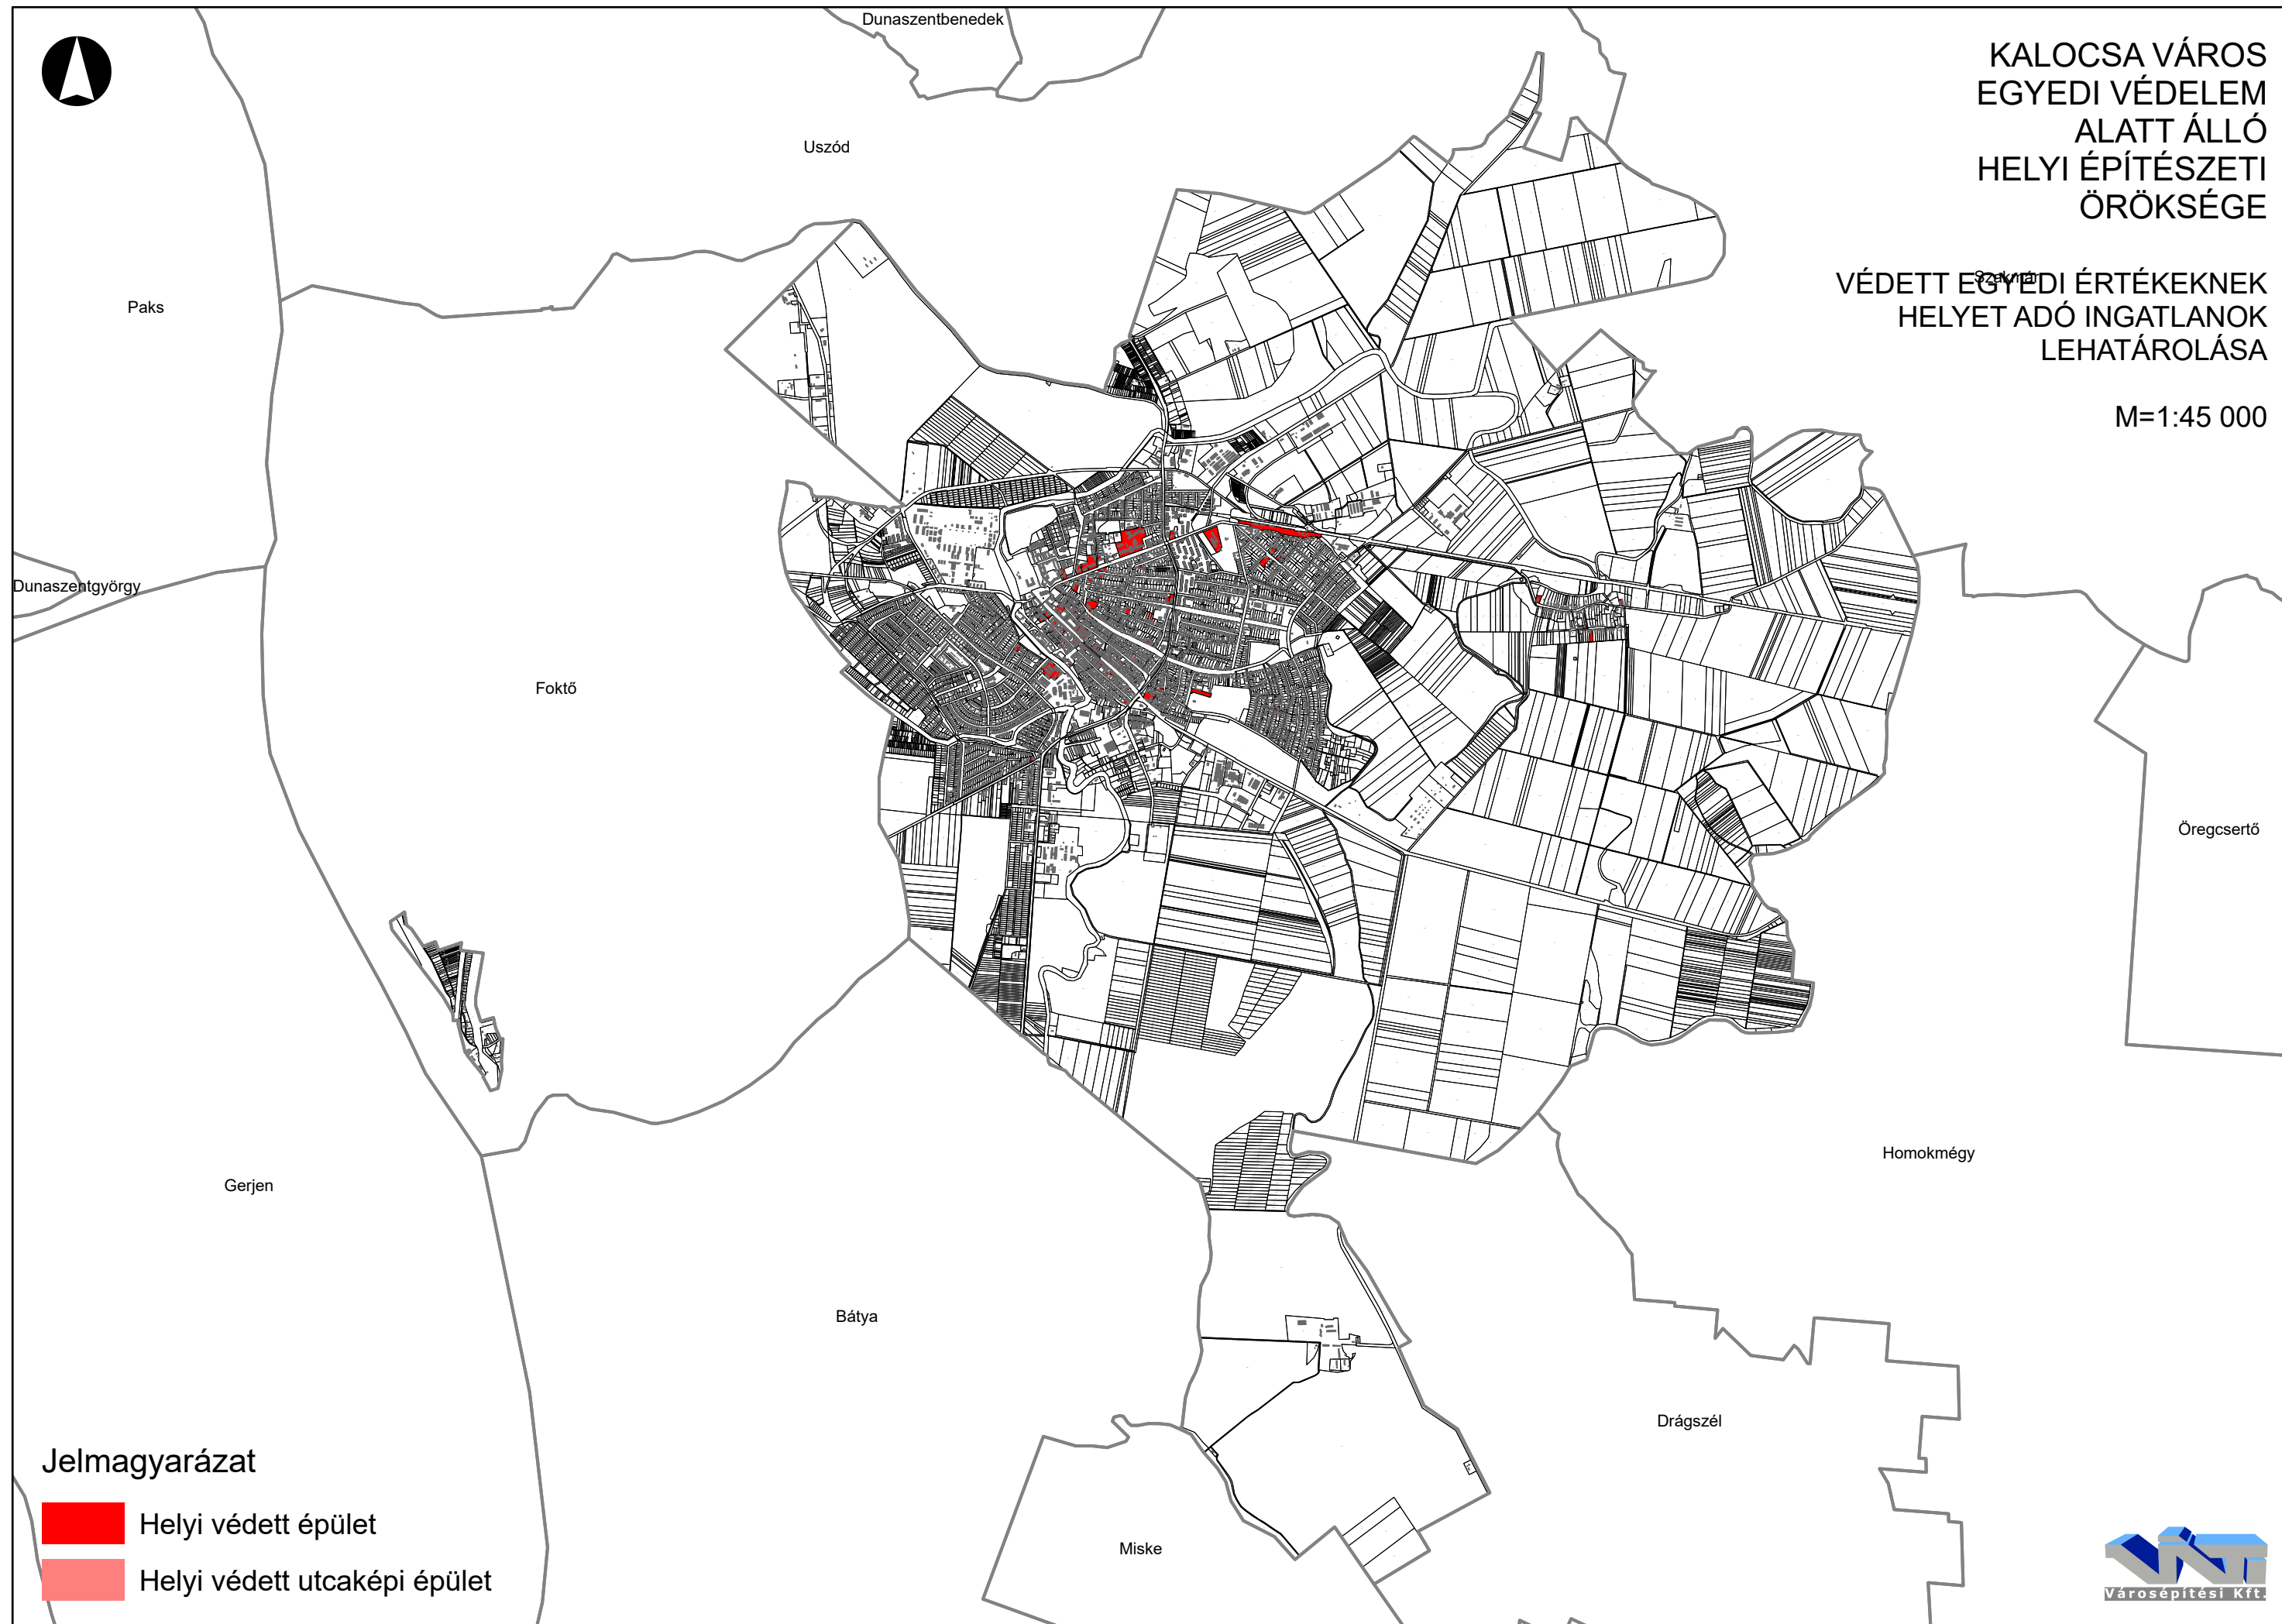 Dunaszentbenedek
KALOCSA VÁROS
EGYEDI VÉDELEM
ALATT ÁLLÓ
HELYI ÉPÍTÉSZETI
ÖRÖKSÉGE
Uszód
Szakmár
VÉDETT EGYEDI ÉRTÉKEKNEK
HELYET ADÓ INGATLANOK
LEHATÁROLÁSA
Paks
M=1:45 000
Dunaszentgyörgy
Foktő
Öregcsertő
Homokmégy
Gerjen
Bátya
Drágszél
Miske
Jelmagyarázat
Helyi védett épület
Helyi védett utcaképi épület
Városépítési Kft.